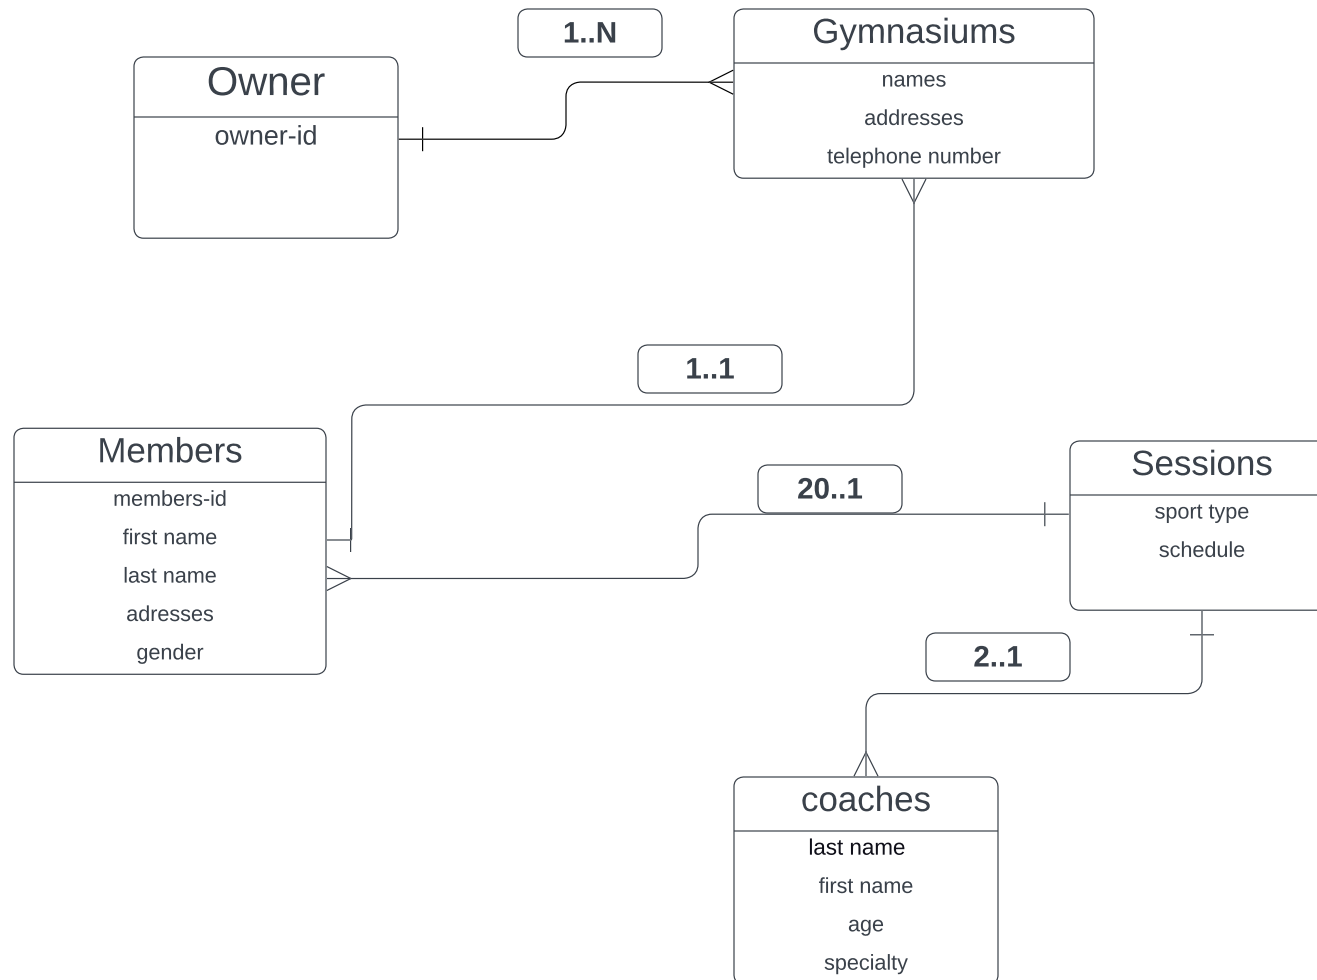 1..N
Gymnasiums
names
addresses
telephone number
Owner
owner-id
1..1
Members
members-id
first name
last name
adresses
gender
20..1
Sessions
sport type
schedule
2..1
coaches
last name
first name
age
specialty